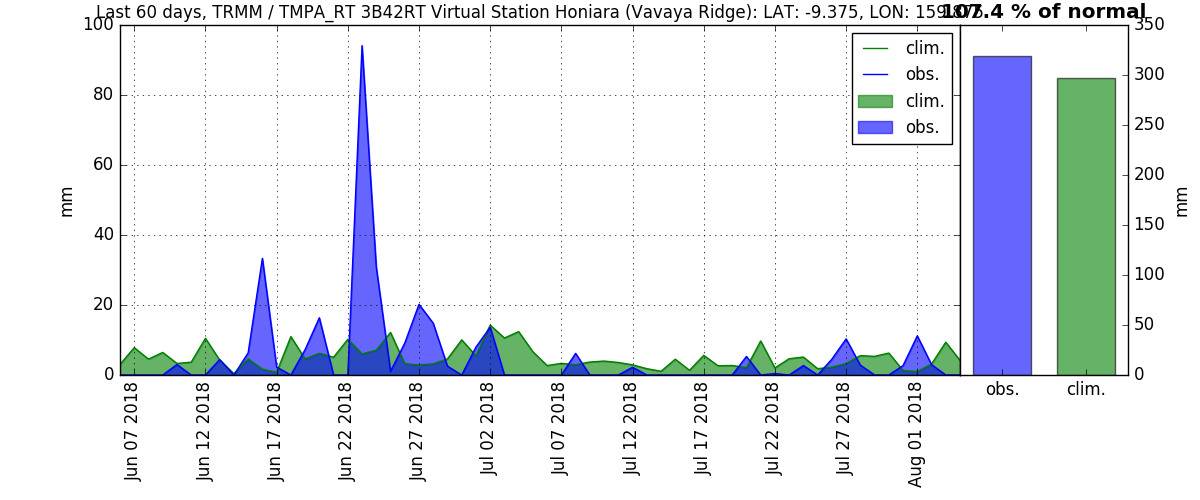 Last 60 days, TRMM / TMPA_RT 3B42RT Virtual Station Honiara (Vavaya Ridge): LAT: -9.375, LON:
107.4 % of normal
mm
100
80
60
40
20
0
clim.
obs.
clim.
obs.
350
300
250
200
150
100
50
0
mm
obs.
clim.
Jun 07 2018
Jun 12 2018
Jun 17 2018
Jun 22 2018
Jun 27 2018
Jul 02 2018
Jul 07 2018
Jul 12 2018
Jul 17 2018
Jul 22 2018
Jul 27 2018
Aug 01 2018